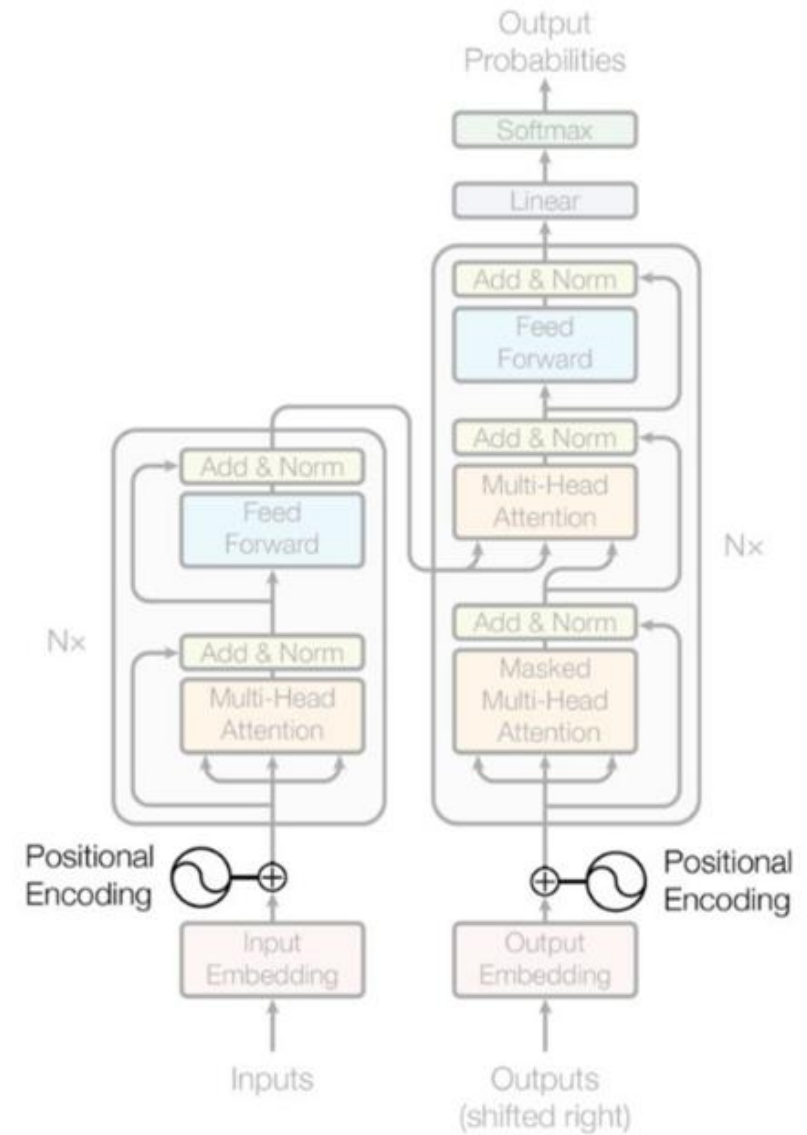 Output
Probabilities
Softmax
Linear
Add & Norm
Feed
Forward
Add & Norm
Multi-Head
Attention
Add & Norm
Masked
Multi-Head
Attention
Nx
Add & Norm
Feed
Forward
Add & Norm
Multi-Head
Attention
Nx
Positional
Encoding
Positional
Encoding
Input
Embedding
Output
Embedding
Inputs
Outputs
(shifted right)